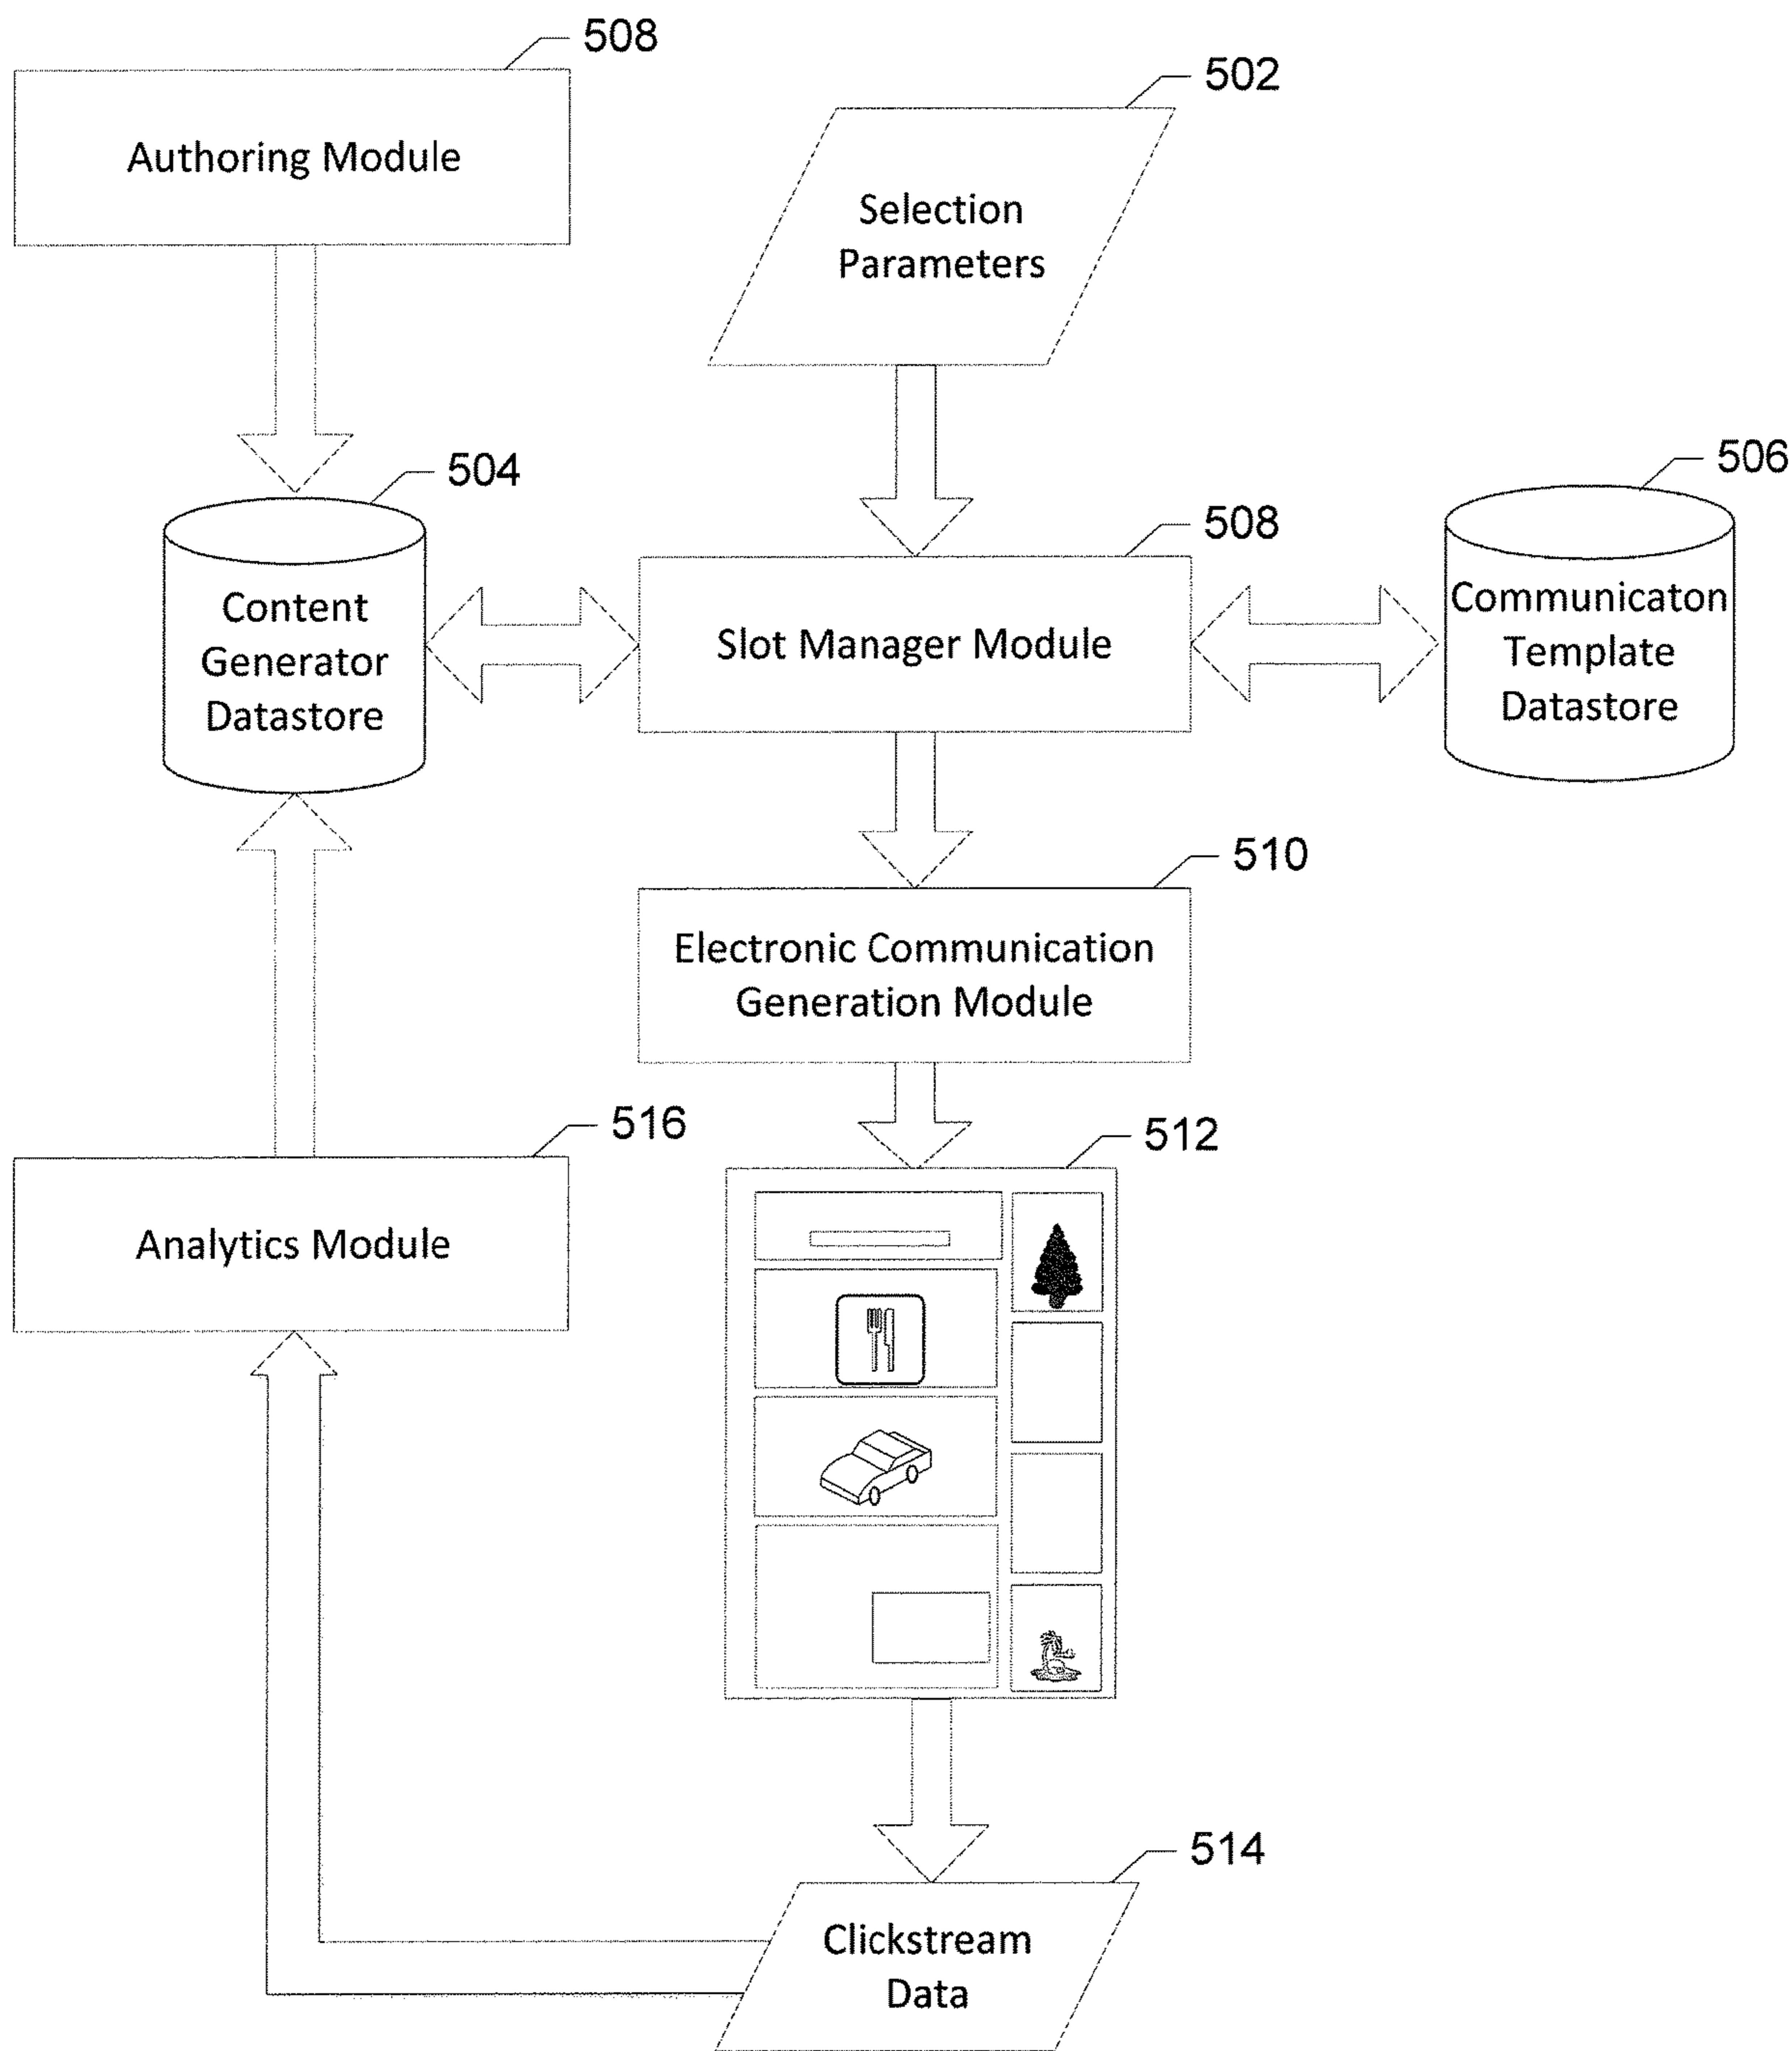 508
Authoring Module
502
Selection
Parameters
504
Content
Generator
Datastore
508
Slot Manager Module
506
Communicaton
Template
Datastore
510
Electronic Communication
Generation Module
516
Analytics Module
512
514
Clickstream
Data